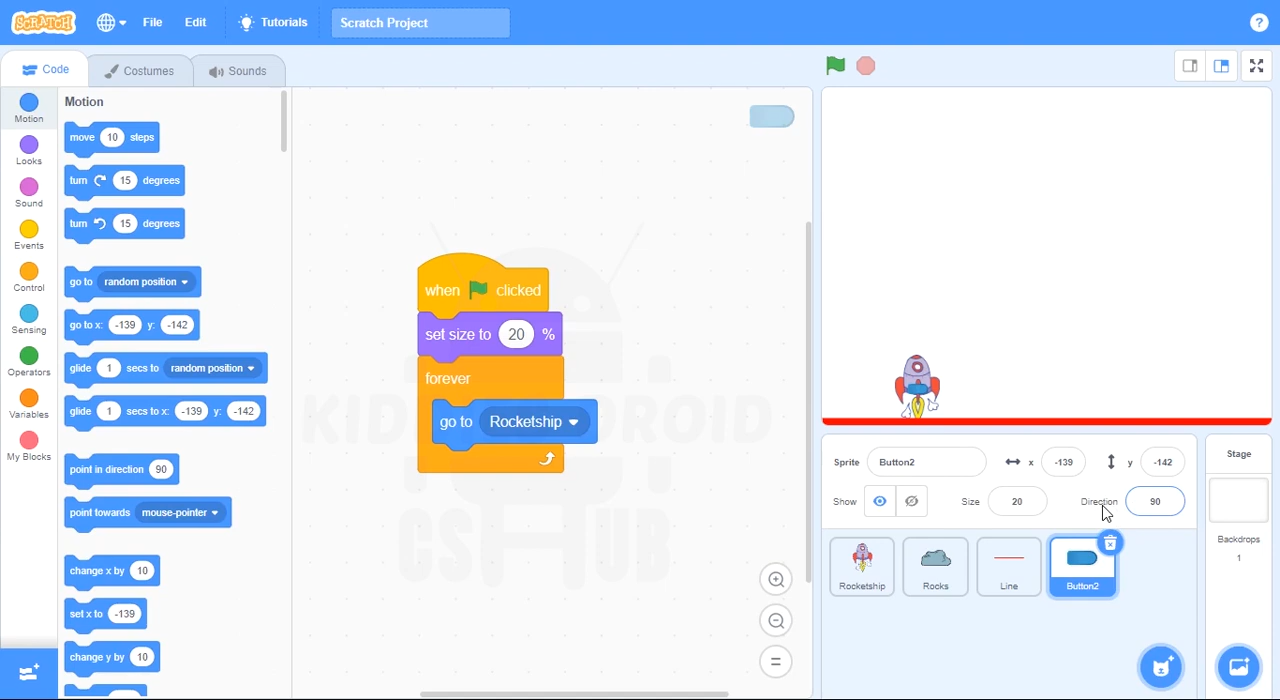 SCRATCH
File
Edit
Tutorials
Scratch Project
?
Code
Costumes
Sounds
Motion
Looks
Sound
Events
Control
Sensing
Operators
Variables
My Blocks
Motion
move 10 steps
turn 15 degrees
turn 15 degrees
go to random position
go to x: -139 y: -142
glide 1 secs to random position
glide 1 secs to x: -139 y: -142
point in direction 90
point towards mouse-pointer
change x by 10
set x to -139
change y by 10
when clicked
set size to 20 %
forever
go to Rocketship
Sprite Button2 x -139 y -142
Show Size 20 Direction 90
Rocketship
Rocks
Line
Button2
Stage
Backdrops
1